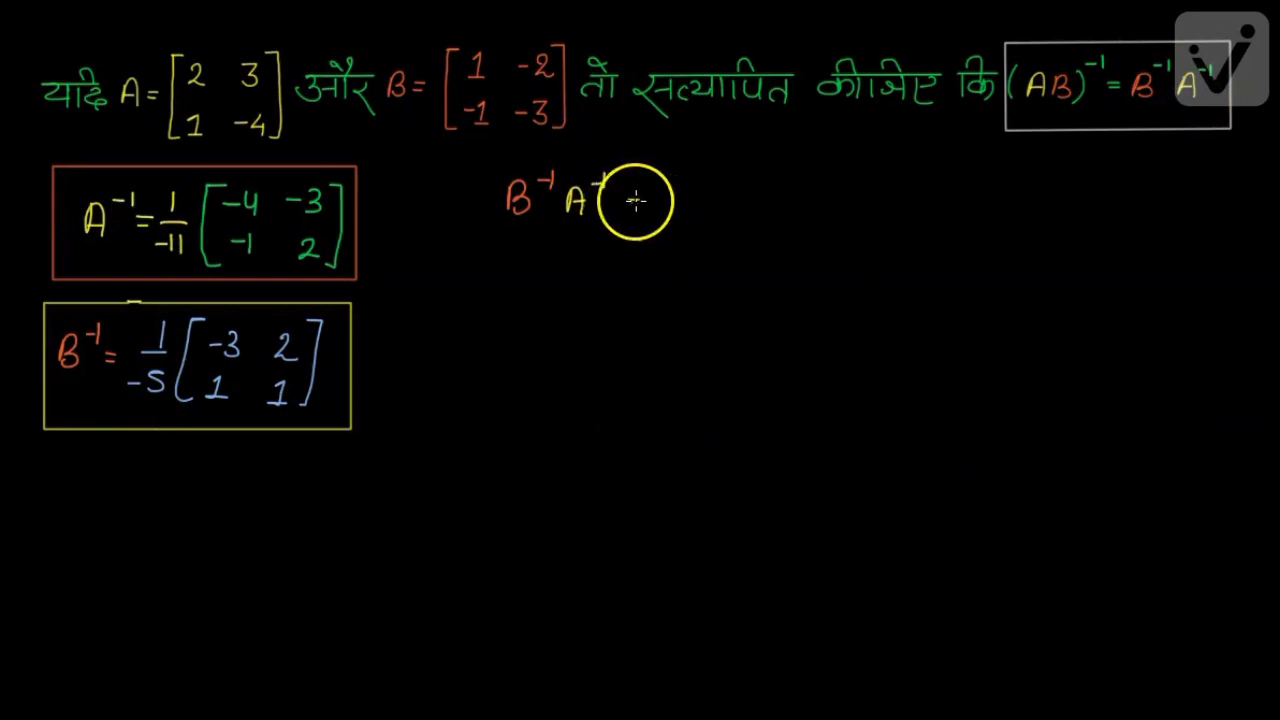 यदि A = [2 3 1 -4] और B = [1 -2 -1 -3] तो सत्यापित कीजिए कि (AB)⁻¹ = B⁻¹A⁻¹
A⁻¹ = 1/-11 [-4 -3 -1 2]
B⁻¹A⁻¹ =
B⁻¹ = 1/-5 [-3 2 1 1]